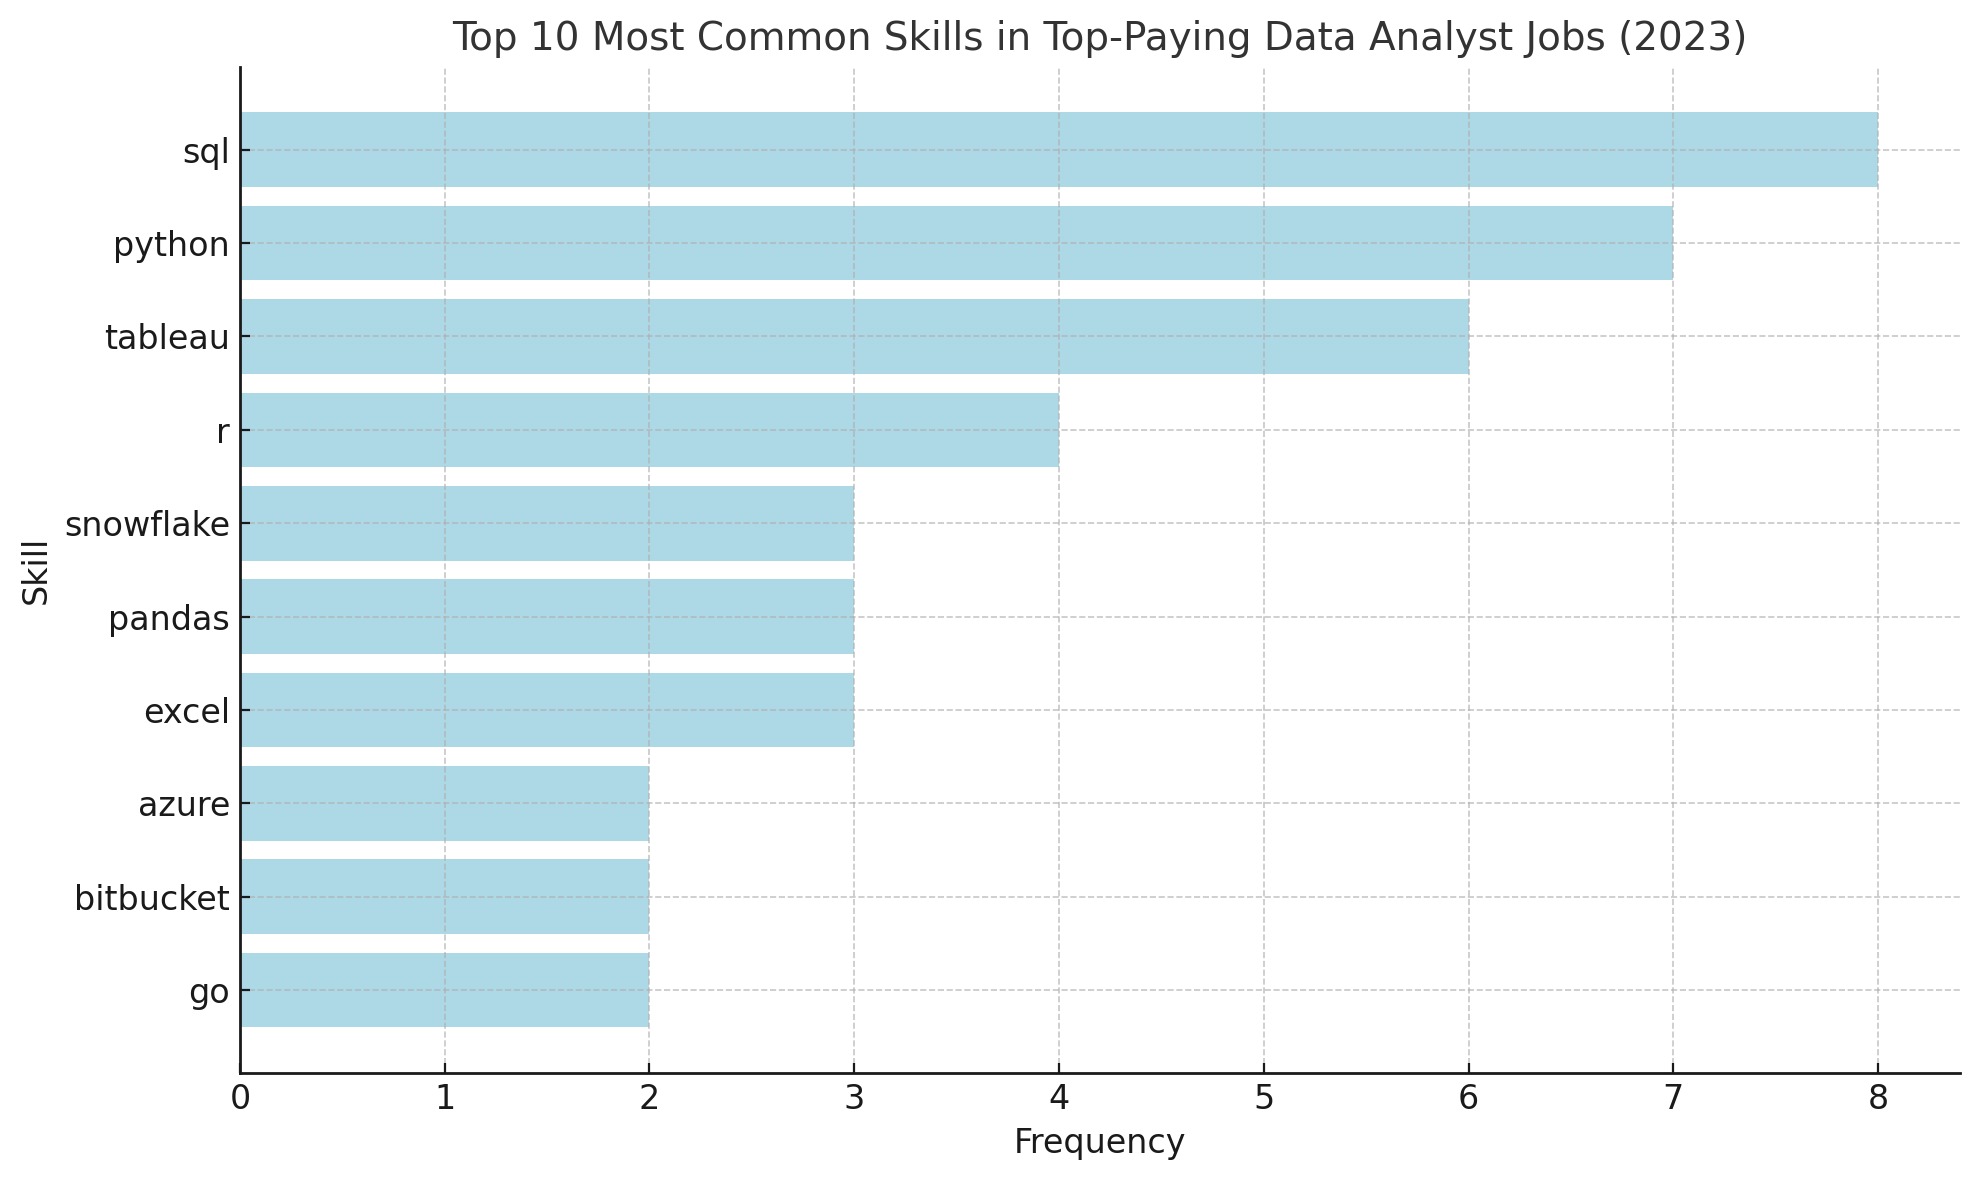 Top 10 Most Common Skills in Top-Paying Data Analyst Jobs (2023)
Skill
sql
python
tableau
r
snowflake
pandas
excel
azure
bitbucket
go
0 1 2 3 4 5 6 7 8
Frequency